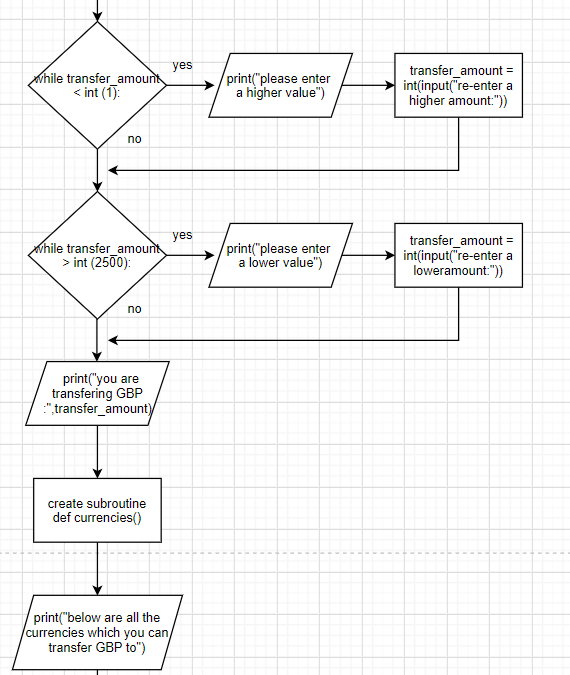 while transfer_amount
< int (1):
yes
print("please enter
a higher value")
transfer_amount =
int(input("re-enter a
higher amount:"))
no
while transfer_amount
> int (2500):
yes
print("please enter
a lower value")
transfer_amount =
int(input("re-enter a
loweramount:"))
no
print("you are
transfering GBP
:",transfer_amount)
create subroutine
def currencies()
print("below are all the
currencies which you can
transfer GBP to")